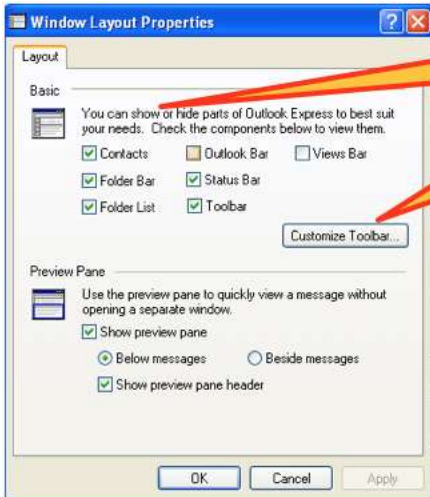 Window Layout Properties
Layout
Basic
You can show or hide parts of Outlook Express to best suit
your needs. Check the components below to view them.
Contacts Outlook Bar Views Bar
Folder Bar Status Bar
Folder List Toolbar
Customize Toolbar...
Preview Pane
Use the preview pane to quickly view a message without
opening a separate window.
Show preview pane
Below messages Beside messages
Show preview pane header
OK Cancel Apply